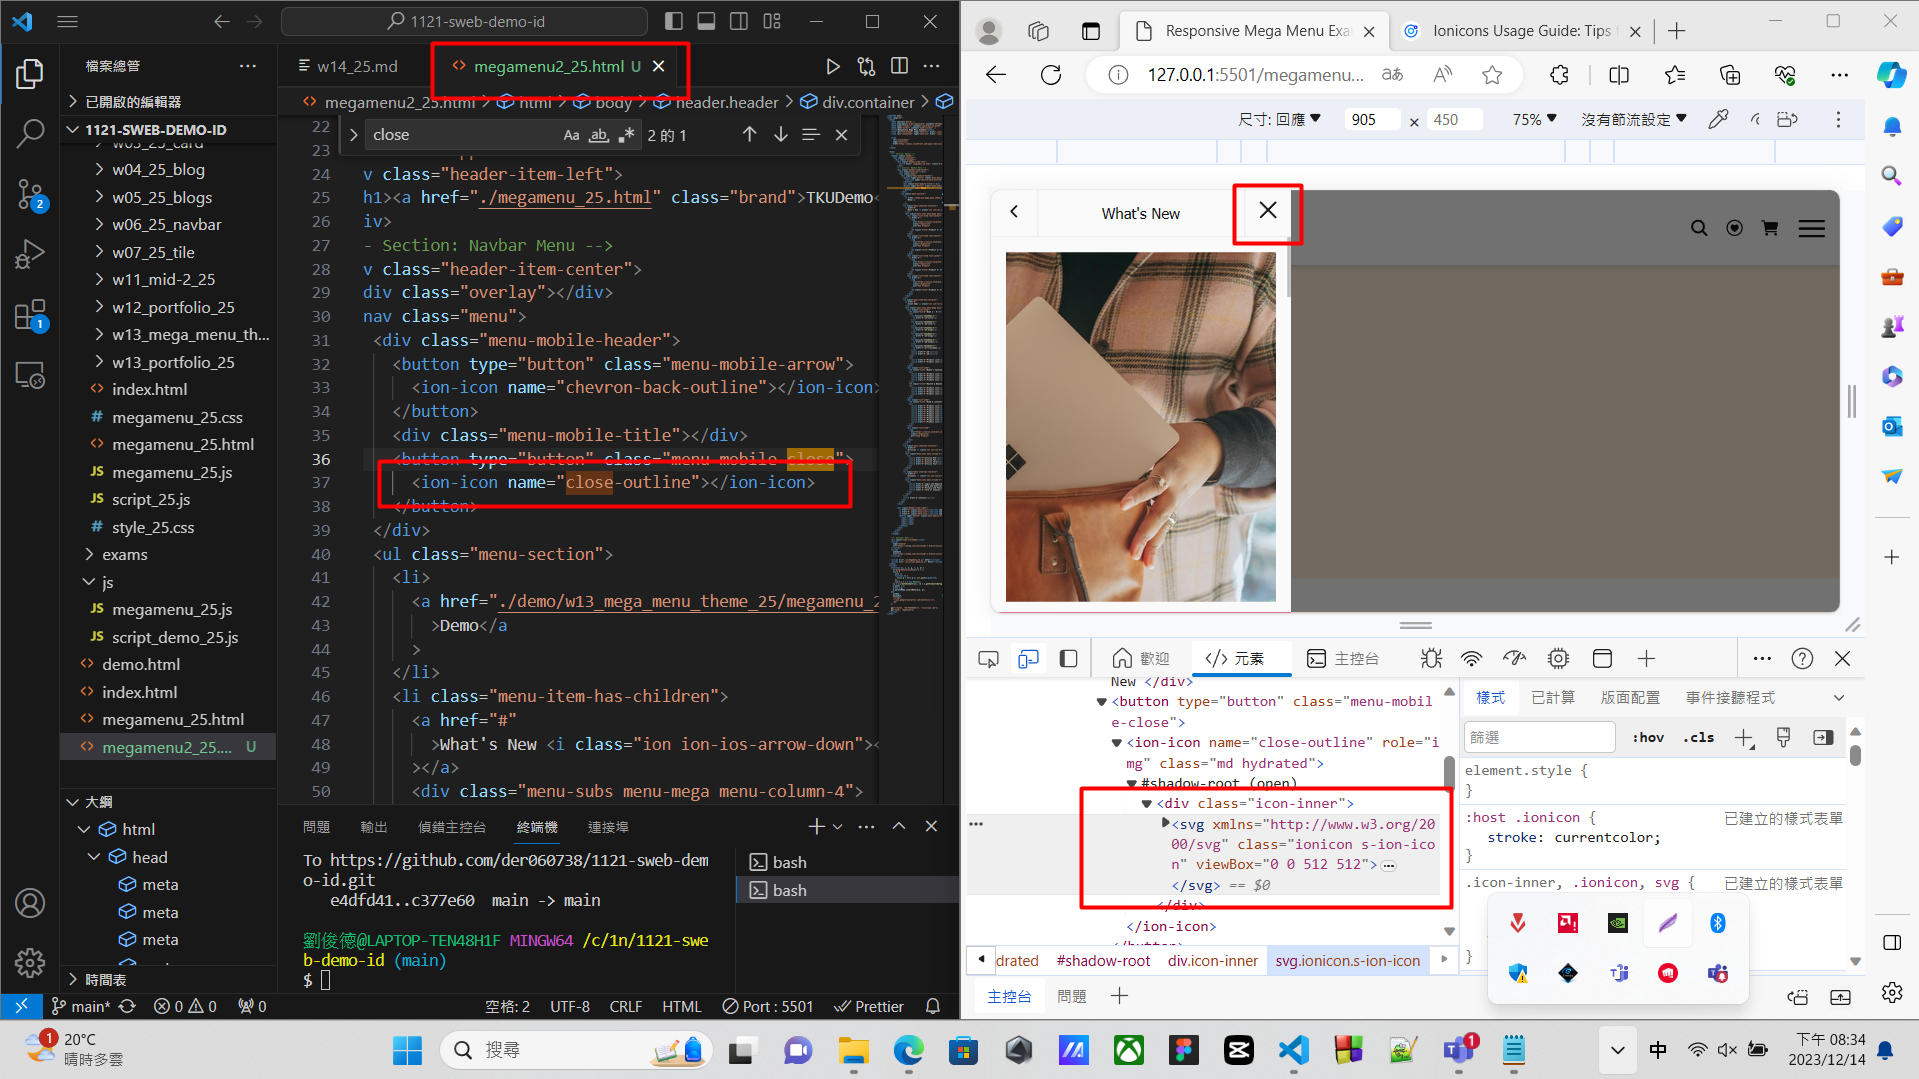 1121-sweb-demo-id
檔案總管
已開啟的編輯器
1121-SWEB-DEMO-ID
w03_25_card
w04_25_blog
w05_25_blogs
w06_25_navbar
w07_25_tile
w11_mid-2_25
w12_portfolio_25
w13_mega_menu_th...
w13_portfolio_25
index.html
megamenu_25.css
megamenu_25.html
megamenu_25.js
script_25.js
style_25.css
exams
js
megamenu_25.js
script_demo_25.js
demo.html
index.html
megamenu_25.html
megamenu2_25.... U
大綱
html
head
meta
meta
meta
時間表
w14_25.md
megamenu2_25.html U
megamenu2_25.html > html > body > header.header > div.container >
close Aa ab 2 的 1
22
23
24 v class="header-item-left">
25 h1><a href="./megamenu_25.html" class="brand">TKUDemo<
26 iv>
27 - Section: Navbar Menu -->
28 v class="header-item-center">
29 div class="overlay"></div>
30 nav class="menu">
31 <div class="menu-mobile-header">
32 <button type="button" class="menu-mobile-arrow">
33 <ion-icon name="chevron-back-outline"></ion-icon>
34 </button>
35 <div class="menu-mobile-title"></div>
36 <button type="button" class="menu-mobile-close">
37 <ion-icon name="close-outline"></ion-icon>
38 </button>
39 </div>
40 <ul class="menu-section">
41 <li>
42 <a href="./demo/w13_mega_menu_theme_25/megamenu_2
43 >Demo</a
44 >
45 </li>
46 <li class="menu-item-has-children">
47 <a href="#"
48 >What's New <i class="ion ion-ios-arrow-down"><
49 ></a>
50 <div class="menu-subs menu-mega menu-column-4">
問題 輸出 偵錯主控台 終端機 連接埠
To https://github.com/der060738/1121-sweb-dem
o-id.git
e4dfd41..c377e60 main -> main
劉俊德@LAPTOP-TEN48H1F MINGW64 /c/1n/1121-swe
b-demo-id (main)
$
bash
bash
main* 0 0 0 空格: 2 UTF-8 CRLF HTML Port : 5501 Prettier
Responsive Mega Menu Exa
Ionicons Usage Guide: Tips
127.0.0.1:5501/megamenu...
尺寸: 回應 905 × 450 75% 沒有節流設定
What's New
歡迎 元素 主控台
New </div>
<button type="button" class="menu-mobil
e-close">
<ion-icon name="close-outline" role="i
mg" class="md hydrated">
#shadow-root (open)
<div class="icon-inner">
<svg xmlns="http://www.w3.org/20
00/svg" class="ionicon s-ion-ico
n" viewBox="0 0 512 512">
</svg> == $0
</div>
</ion-icon>
</button>
drated #shadow-root div.icon-inner svg.ionicon.s-ion-icon
主控台 問題
樣式 已計算 版面配置 事件接聽程式
篩選 :hov .cls
element.style {
}
:host .ionicon { 已建立的樣式表單
stroke: currentcolor;
}
.icon-inner, .ionicon, svg { 已建立的樣式表單
}
20°C
晴時多雲
搜尋
中
下午 08:34
2023/12/14